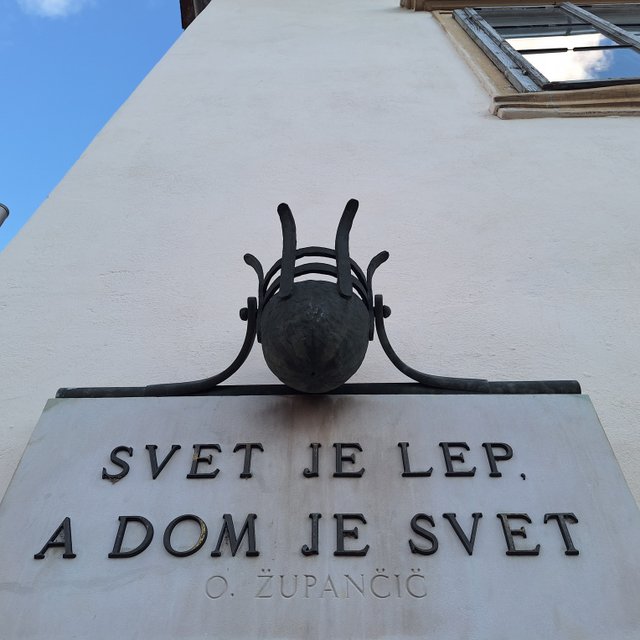 SVET JE LEP,
A DOM JE SVET
O. ŽUPANČIČ